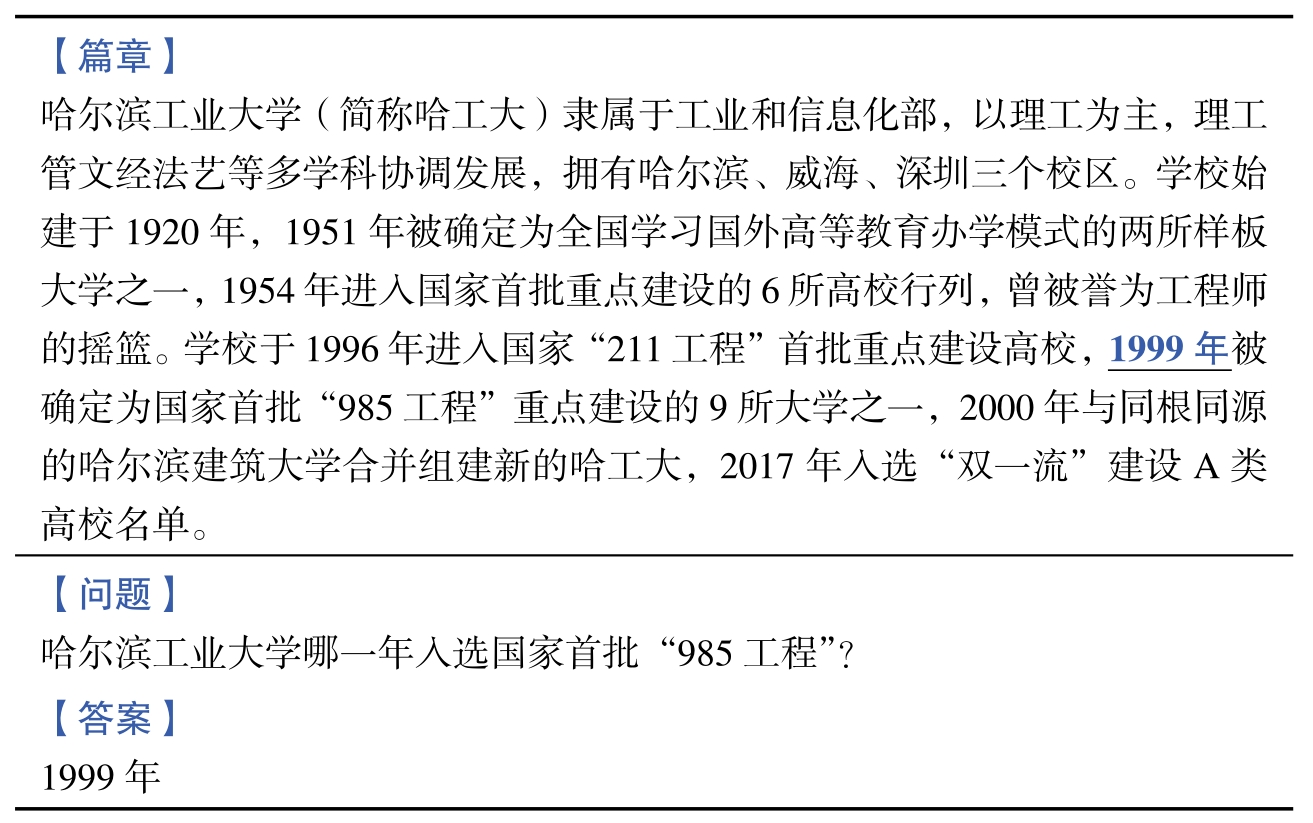 【篇章】
哈尔滨工业大学（简称哈工大）隶属于工业和信息化部，以理工为主，理工
管文经法艺等多学科协调发展，拥有哈尔滨、威海、深圳三个校区。学校始
建于 1920 年，1951 年被确定为全国学习国外高等教育办学模式的两所样板
大学之一，1954 年进入国家首批重点建设的 6 所高校行列，曾被誉为工程师
的摇篮。学校于 1996 年进入国家“211 工程”首批重点建设高校，1999 年被
确定为国家首批“985 工程”重点建设的 9 所大学之一，2000 年与同根同源
的哈尔滨建筑大学合并组建新的哈工大，2017 年入选“双一流”建设 A 类
高校名单。
【问题】
哈尔滨工业大学哪一年入选国家首批“985 工程”？
【答案】
1999 年